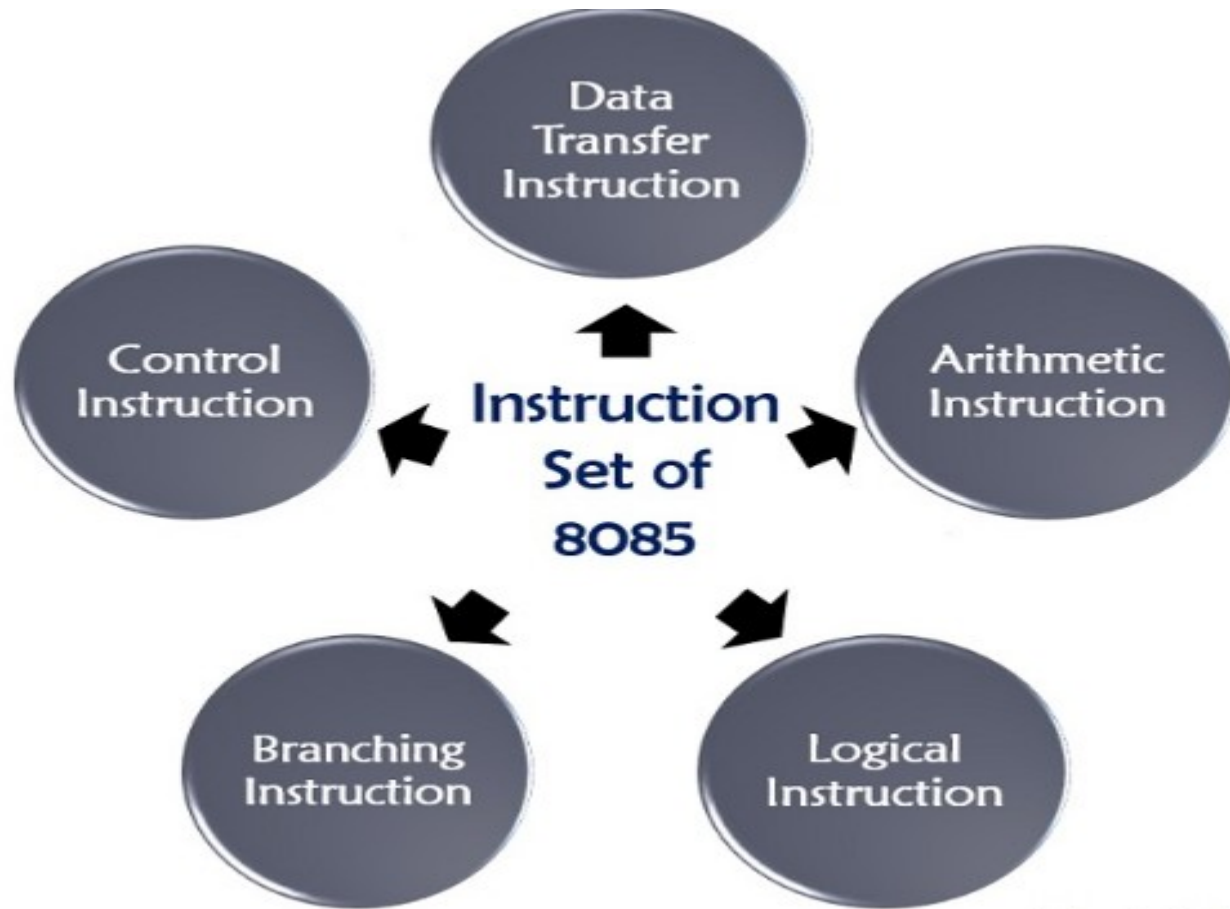 Data
Transfer
Instruction
Control
Instruction
Arithmetic
Instruction
Instruction
Set of
8085
Branching
Instruction
Logical
Instruction